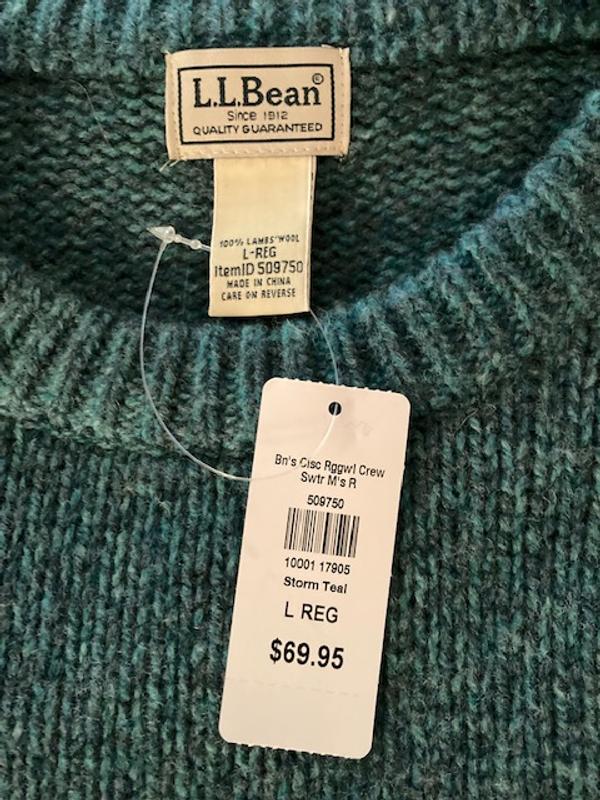 L.L.Bean®
Since 1912
QUALITY GUARANTEED
100% LAMBS' WOOL
L-REG
ItemID 509750
MADE IN CHINA
CARE ON REVERSE
Bn's Clsc Rggwl Crew
Swtr M's R
509750
10001 17905
Storm Teal
L REG
$69.95